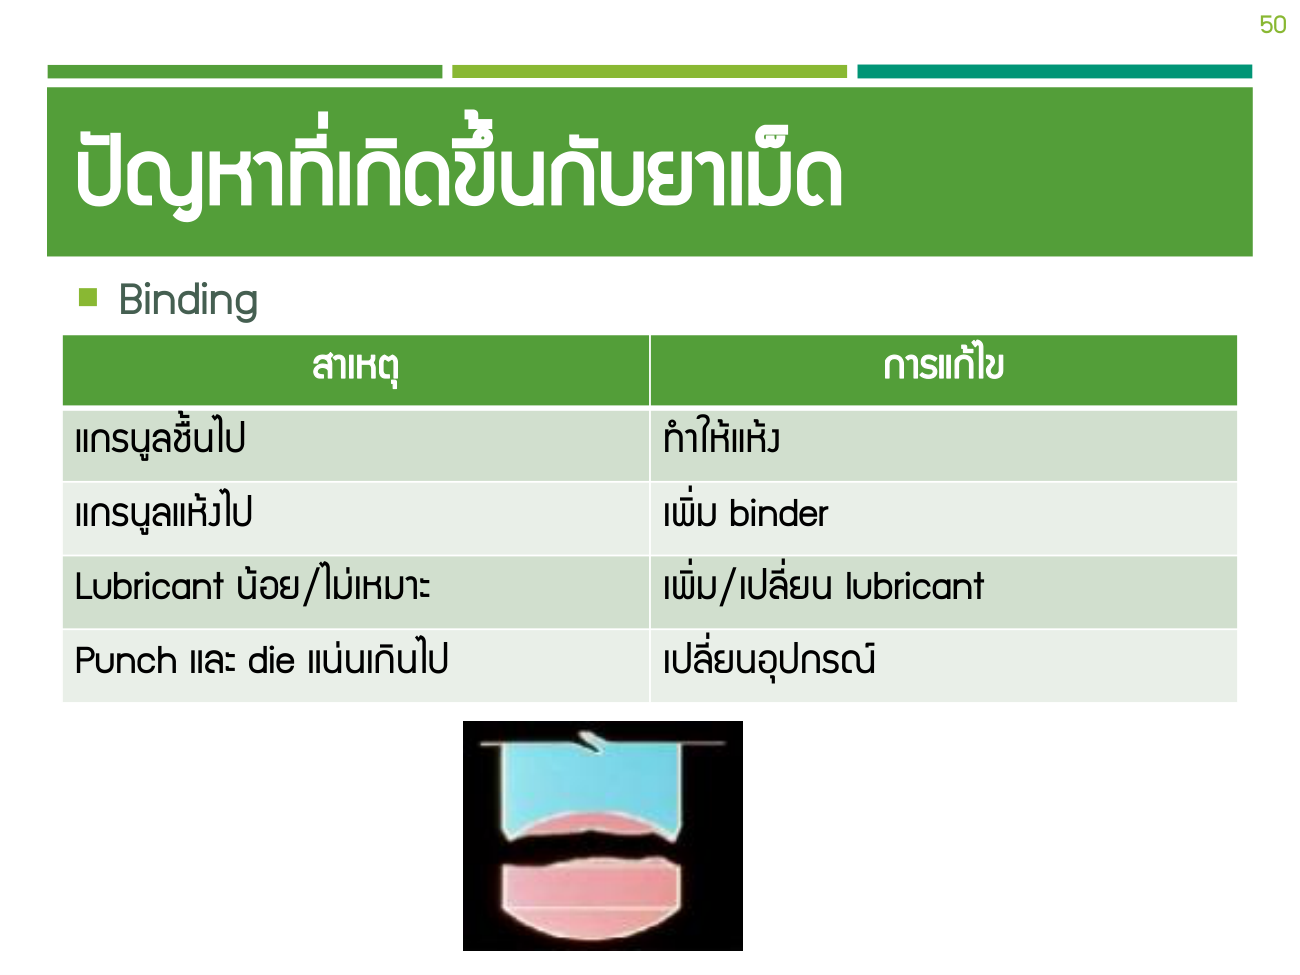 50
ปัญหาที่เกิดขึ้นกับยาเม็ด
Binding
สาเหตุ การแก้ไข
แกรนูลชื้นไป ทำให้แห้ง
แกรนูลแห้งไป เพิ่ม binder
Lubricant น้อย/ไม่เหมาะ เพิ่ม/เปลี่ยน lubricant
Punch และ die แน่นเกินไป เปลี่ยนอุปกรณ์